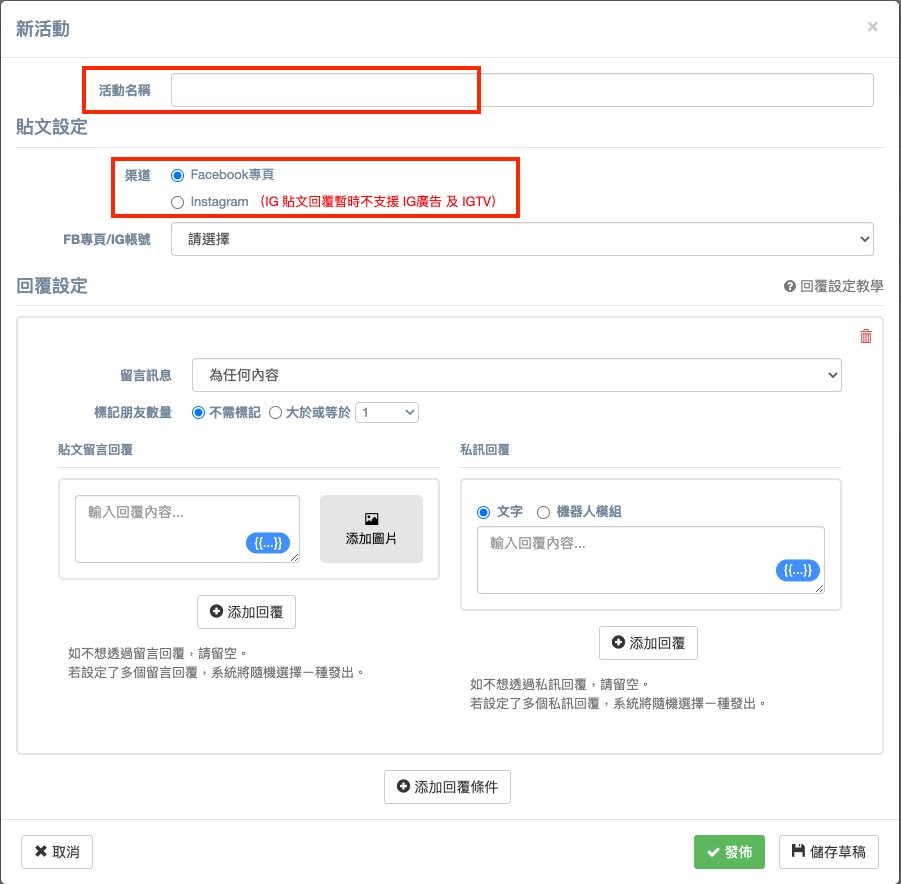 新活動
×
活動名稱
貼文設定
渠道 Facebook專頁
Instagram (IG 貼文回覆暫時不支援 IG廣告 及 IGTV)
FB專頁/IG帳號 請選擇
回覆設定 回覆設定教學
留言訊息 為任何內容
標記朋友數量 不需標記 大於或等於 1
貼文留言回覆
輸入回覆內容...
{{...}}
添加圖片
添加回覆
如不想透過留言回覆，請留空。
若設定了多個留言回覆，系統將隨機選擇一種發出。
私訊回覆
文字 機器人模組
輸入回覆內容...
{{...}}
添加回覆
如不想透過私訊回覆，請留空。
若設定了多個私訊回覆，系統將隨機選擇一種發出。
添加回覆條件
取消 發佈 儲存草稿